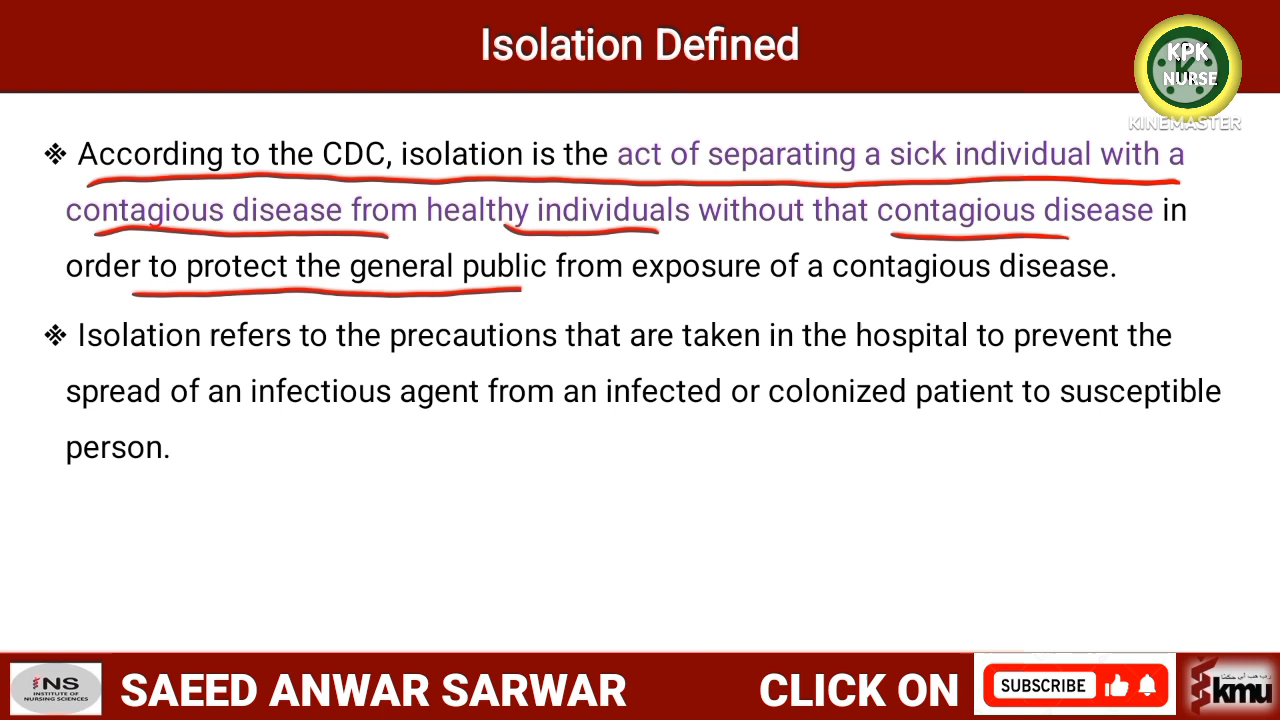 Isolation Defined
KPK
NURSE
KINEMASTER
❖ According to the CDC, isolation is the act of separating a sick individual with a
contagious disease from healthy individuals without that contagious disease in
order to protect the general public from exposure of a contagious disease.
❖ Isolation refers to the precautions that are taken in the hospital to prevent the
spread of an infectious agent from an infected or colonized patient to susceptible
person.
INS
INSTITUTE OF
NURSING SCIENCES
SAEED ANWAR SARWAR
CLICK ON
SUBSCRIBE
kmu